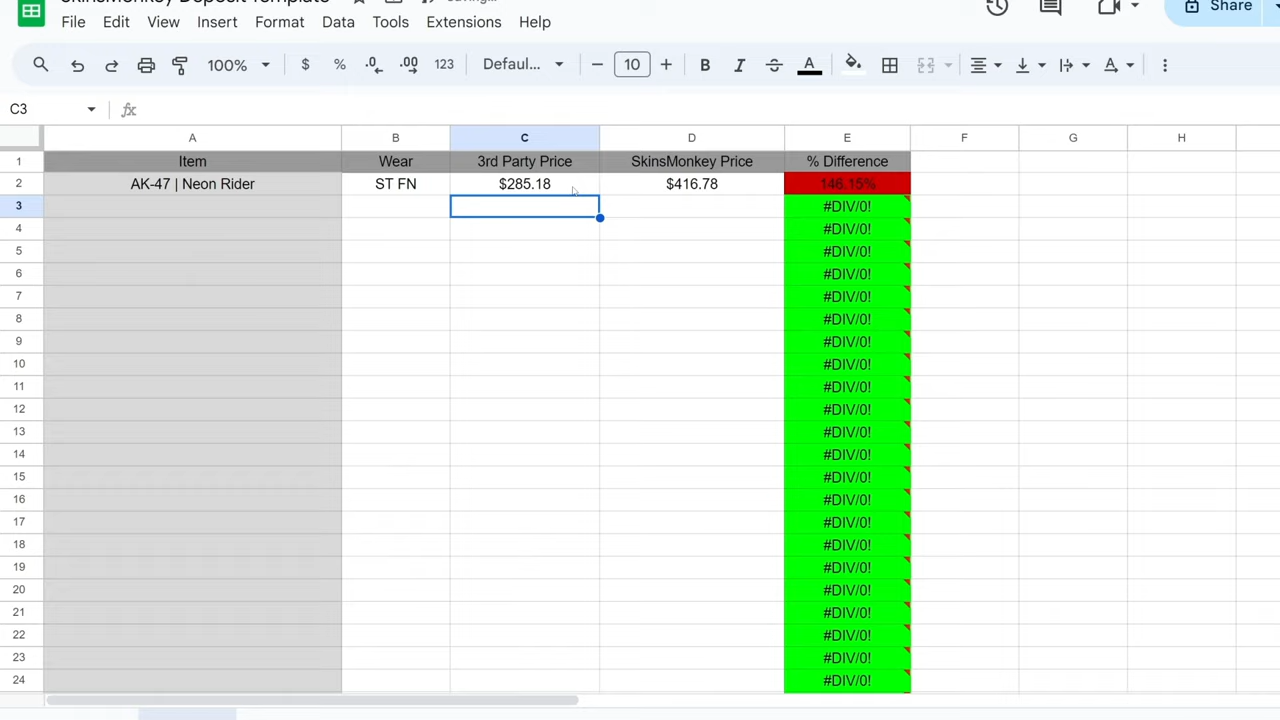 SkinsMonkey Deposit Template
Saving...
Share
File Edit View Insert Format Data Tools Extensions Help
100% $ % .0 .00 123 Defaul... 10 B I A A
C3 fx
A B C D E F G H
1 Item Wear 3rd Party Price SkinsMonkey Price % Difference
2 AK-47 | Neon Rider ST FN $285.18 $416.78 146.15%
3 #DIV/0!
4 #DIV/0!
5 #DIV/0!
6 #DIV/0!
7 #DIV/0!
8 #DIV/0!
9 #DIV/0!
10 #DIV/0!
11 #DIV/0!
12 #DIV/0!
13 #DIV/0!
14 #DIV/0!
15 #DIV/0!
16 #DIV/0!
17 #DIV/0!
18 #DIV/0!
19 #DIV/0!
20 #DIV/0!
21 #DIV/0!
22 #DIV/0!
23 #DIV/0!
24 #DIV/0!